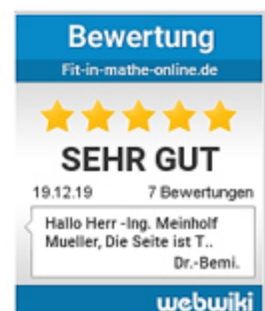 Bewertung
Fit-in-mathe-online.de
SEHR GUT
19.12.19 7 Bewertungen
Hallo Herr -Ing. Meinholf
Mueller, Die Seite ist T..
Dr.-Bemi.
webwiki